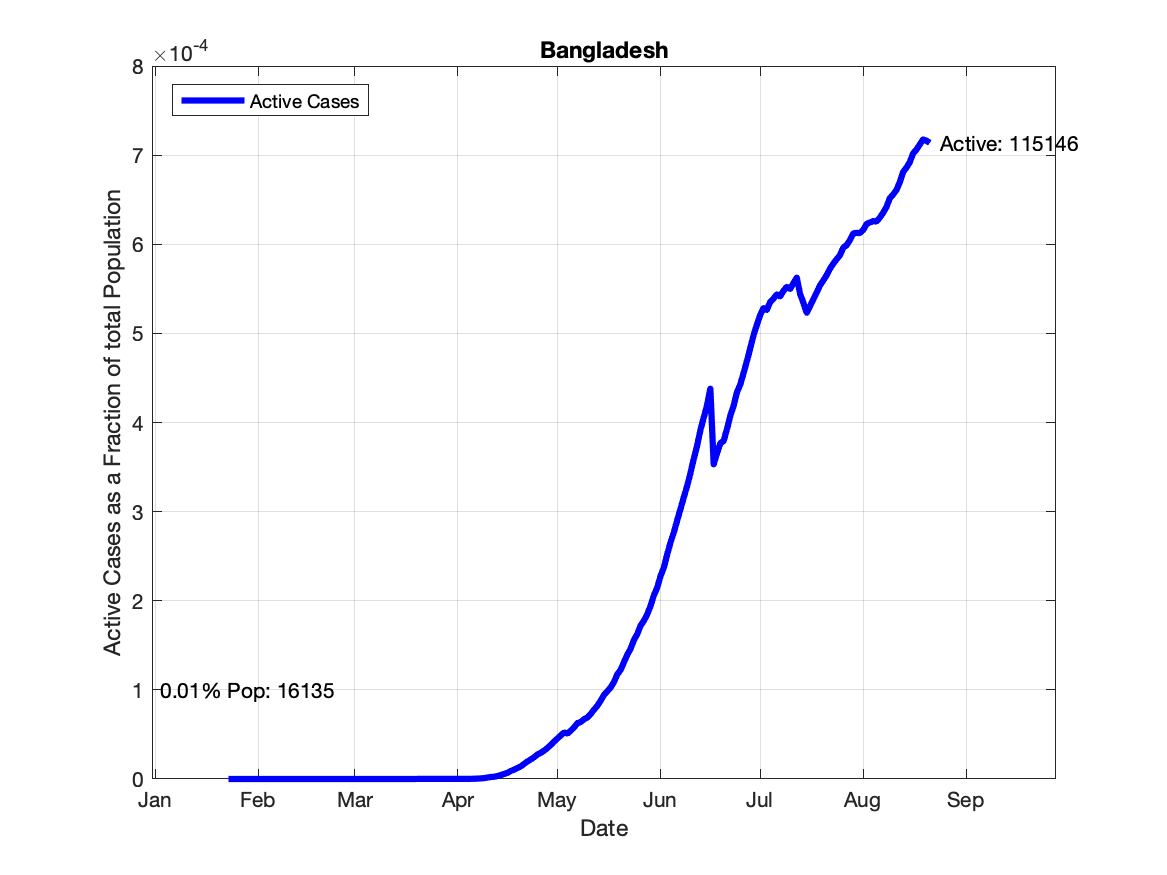 Bangladesh
×10-4
8
7
6
5
4
3
2
1
0
Active Cases
Active: 115146
0.01% Pop: 16135
Active Cases as a Fraction of total Population
Jan Feb Mar Apr May Jun Jul Aug Sep
Date